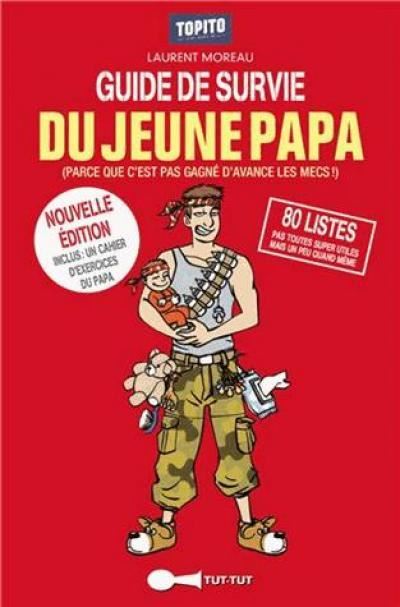 TOPITO
LAURENT MOREAU
GUIDE DE SURVIE
DU JEUNE PAPA
(PARCE QUE C'EST PAS GAGNÉ D'AVANCE LES MECS !)
NOUVELLE
ÉDITION
INCLUS : UN CAHIER
D'EXERCICES
DU PAPA
80 LISTES
PAS TOUTES SUPER UTILES
MAIS UN PEU QUAND MÊME
TUT-TUT